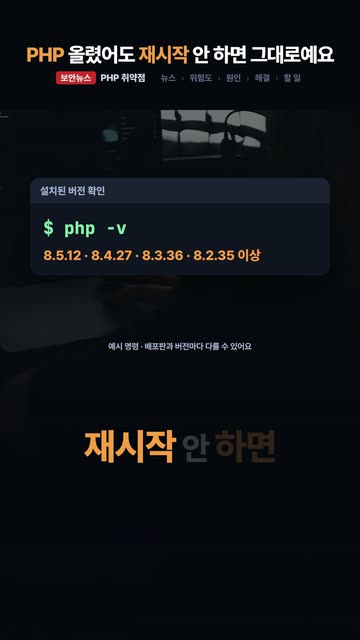 PHP 올렸어도 재시작 안 하면 그대로예요
보안뉴스 PHP 취약점 뉴스 › 위험도 › 원인 › 해결 › 할 일
설치된 버전 확인
$ php -v
8.5.12 · 8.4.27 · 8.3.36 · 8.2.35 이상
예시 명령 · 배포판과 버전마다 다를 수 있어요
재시작 안 하면